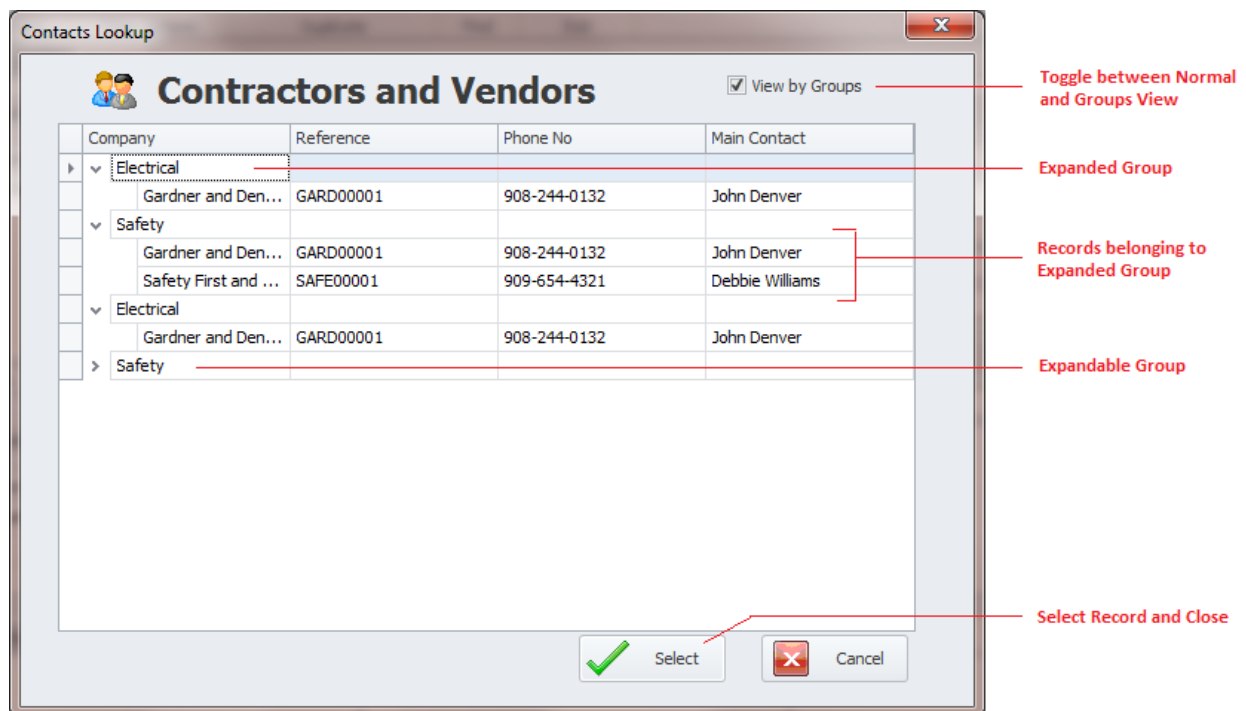 Contacts Lookup
Contractors and Vendors
View by Groups
Toggle between Normal
and Groups View
Company Reference Phone No Main Contact
Electrical
Expanded Group
Gardner and Den... GARD00001 908-244-0132 John Denver
Safety
Gardner and Den... GARD00001 908-244-0132 John Denver
Records belonging to
Expanded Group
Safety First and ... SAFE00001 909-654-4321 Debbie Williams
Electrical
Gardner and Den... GARD00001 908-244-0132 John Denver
Safety
Expandable Group
Select Record and Close
Select
Cancel